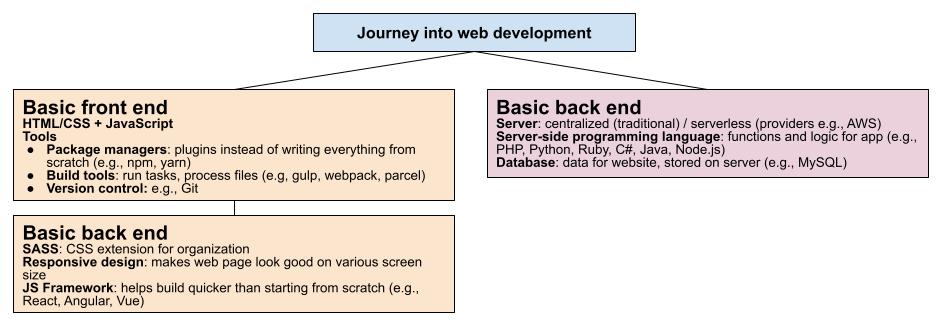 Journey into web development
Basic front end
HTML/CSS + JavaScript
Tools
● Package managers: plugins instead of writing everything from
scratch (e.g., npm, yarn)
● Build tools: run tasks, process files (e.g, gulp, webpack, parcel)
● Version control: e.g., Git
Basic back end
SASS: CSS extension for organization
Responsive design: makes web page look good on various screen
size
JS Framework: helps build quicker than starting from scratch (e.g.,
React, Angular, Vue)
Basic back end
Server: centralized (traditional) / serverless (providers e.g., AWS)
Server-side programming language: functions and logic for app (e.g.,
PHP, Python, Ruby, C#, Java, Node.js)
Database: data for website, stored on server (e.g., MySQL)